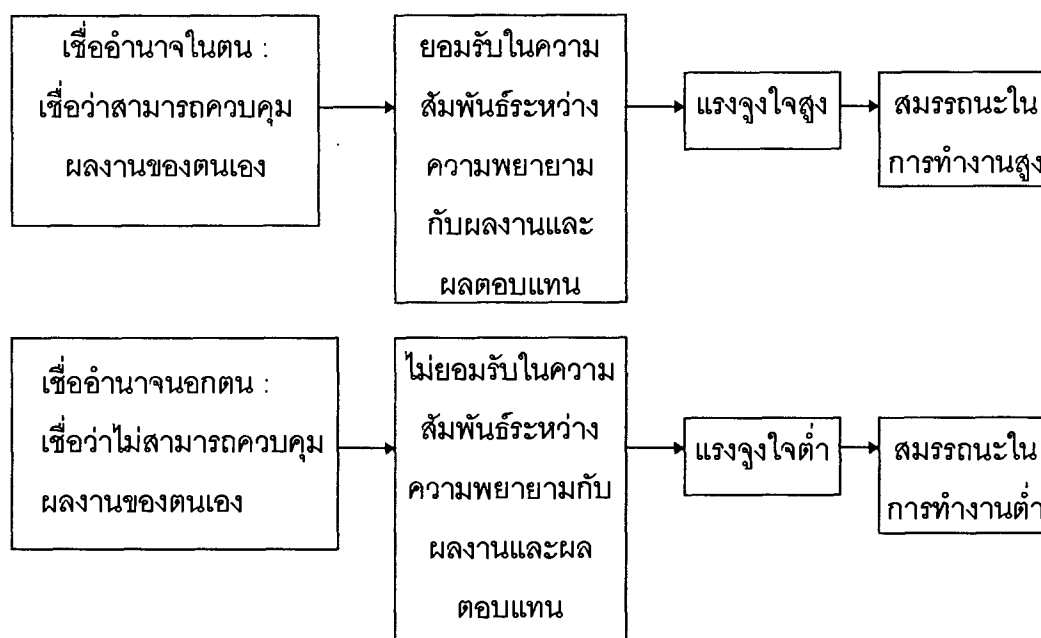 เชื่ออำนาจในตน :
เชื่อว่าสามารถควบคุม
ผลงานของตนเอง
ยอมรับในความ
สัมพันธ์ระหว่าง
ความพยายาม
กับผลงานและ
ผลตอบแทน
แรงจูงใจสูง
สมรรถนะใน
การทำงานสูง
เชื่ออำนาจนอกตน :
เชื่อว่าไม่สามารถควบคุม
ผลงานของตนเอง
ไม่ยอมรับในความ
สัมพันธ์ระหว่าง
ความพยายามกับ
ผลงานและผล
ตอบแทน
แรงจูงใจต่ำ
สมรรถนะใน
การทำงานต่ำ